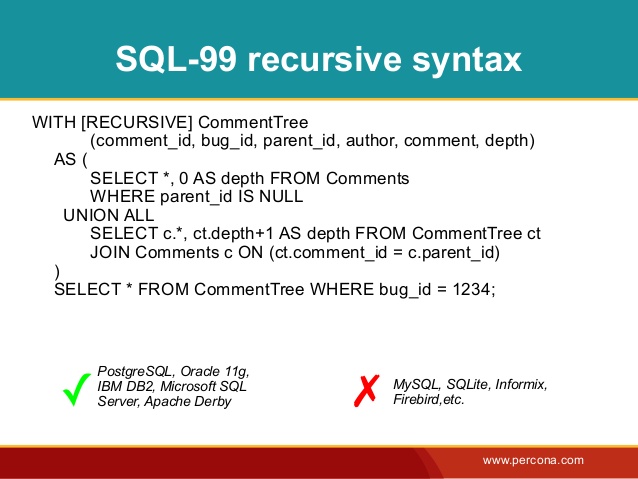 SQL-99 recursive syntax
WITH [RECURSIVE] CommentTree
(comment_id, bug_id, parent_id, author, comment, depth)
AS (
SELECT *, 0 AS depth FROM Comments
WHERE parent_id IS NULL
UNION ALL
SELECT c.*, ct.depth+1 AS depth FROM CommentTree ct
JOIN Comments c ON (ct.comment_id = c.parent_id)
)
SELECT * FROM CommentTree WHERE bug_id = 1234;
✓
PostgreSQL, Oracle 11g,
IBM DB2, Microsoft SQL
Server, Apache Derby
✗
MySQL, SQLite, Informix,
Firebird,etc.
www.percona.com